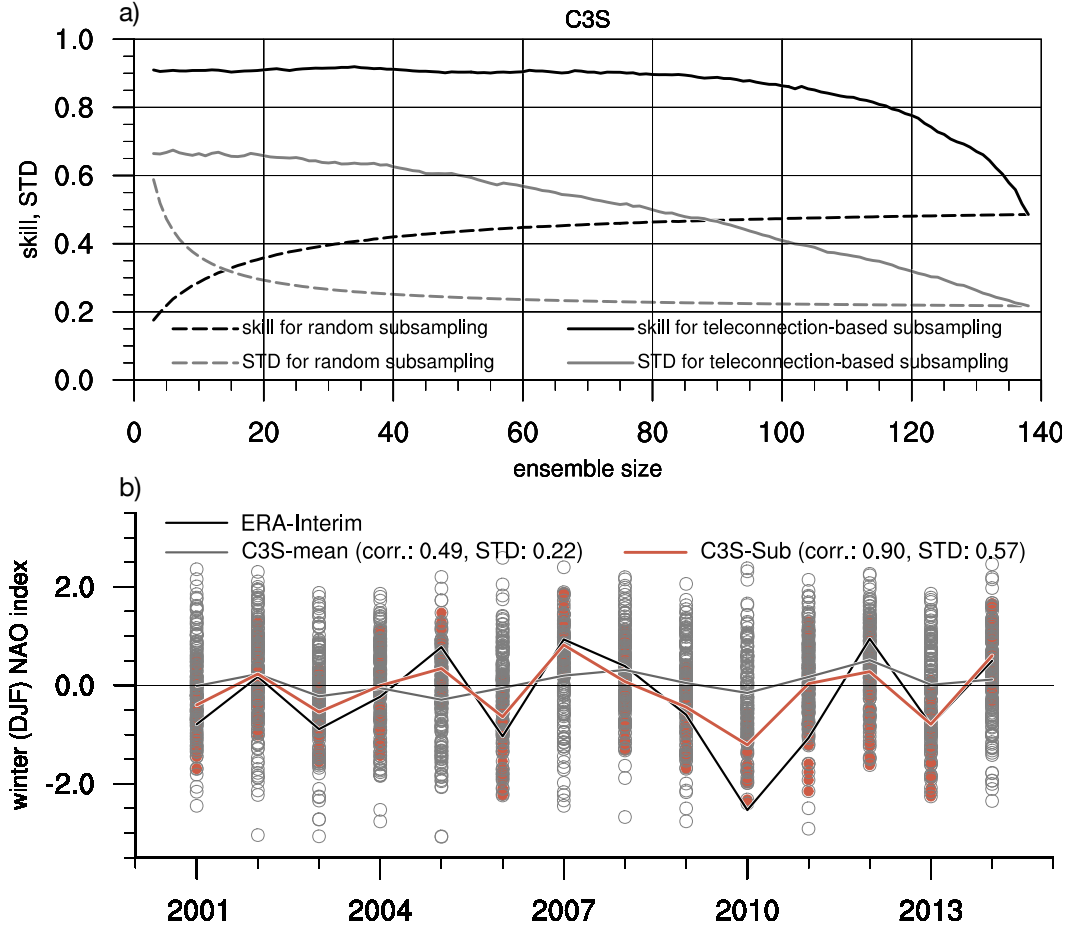 a)
C3S
1.0
0.8
0.6
0.4
0.2
0.0
skill, STD
skill for random subsampling
skill for teleconnection-based subsampling
STD for random subsampling
STD for teleconnection-based subsampling
0 20 40 60 80 100 120 140
ensemble size
b)
ERA-Interim
C3S-mean (corr.: 0.49, STD: 0.22)
C3S-Sub (corr.: 0.90, STD: 0.57)
2.0
0.0
-2.0
winter (DJF) NAO index
2001 2004 2007 2010 2013